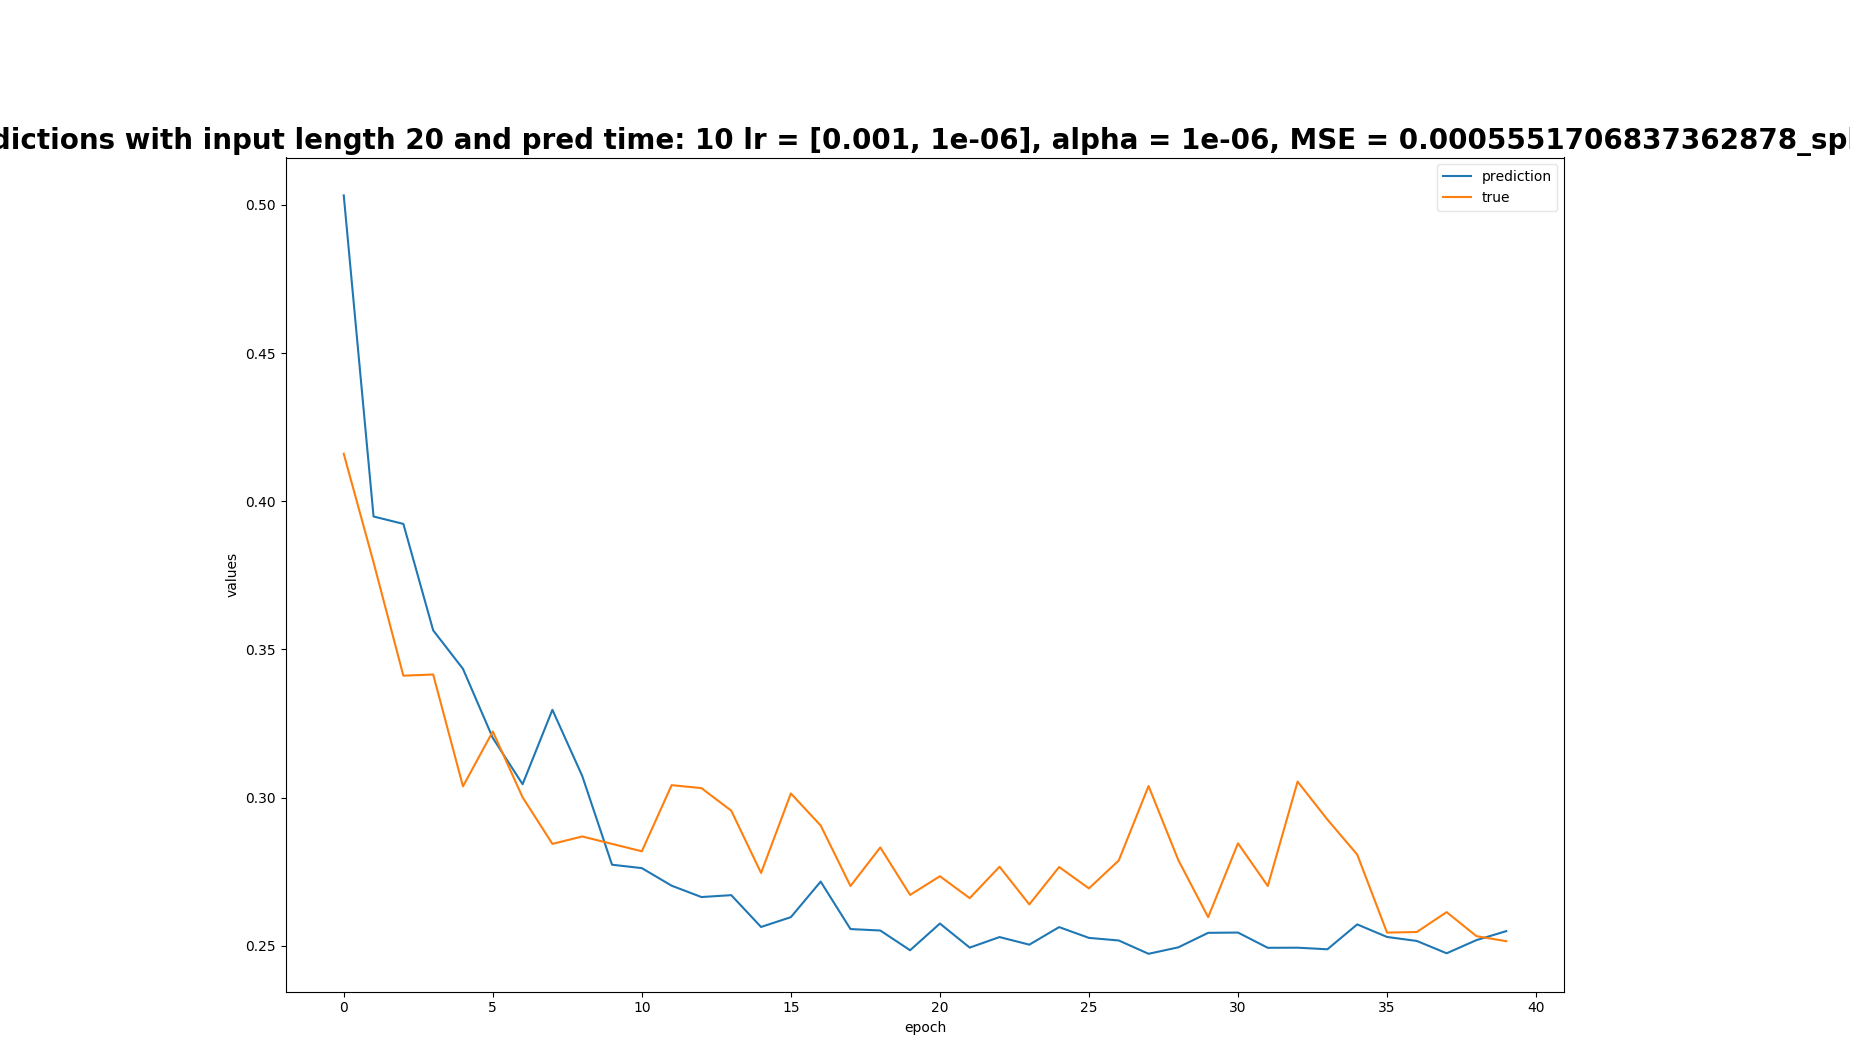 dictions with input length 20 and pred time: 10 lr = [0.001, 1e-06], alpha = 1e-06, MSE = 0.0005551706837362878_spl
prediction
true
0.50
0.45
0.40
0.35
0.30
0.25
values
0 5 10 15 20 25 30 35 40
epoch